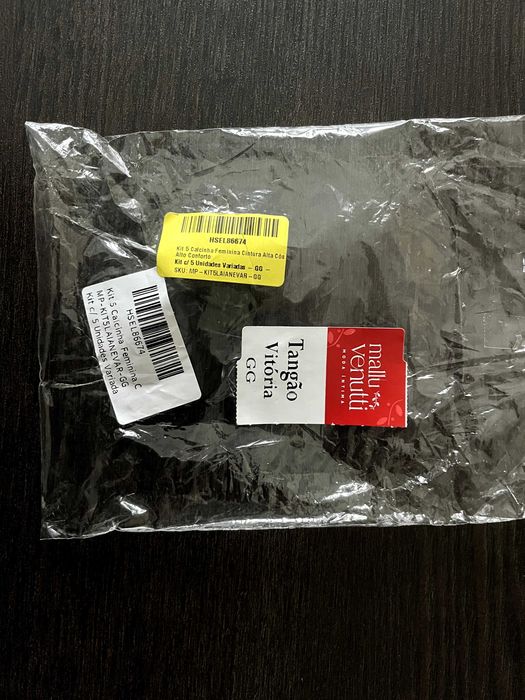 HSEL86674
Kit 5 Calcinha Feminina Cintura Alta Cós
Alto Conforto
Kit c/ 5 Unidades Variadas - GG -
SKU: MP-KIT5LAIANEVAR-GG
HSEL86674
Kit 5 Calcinha Feminina C
MP-KIT5LAIANEVAR-GG
Kit c/ 5 Unidades Variada
mallu
venutti
MODA ÍNTIMA
Tangão
Vitória
GG